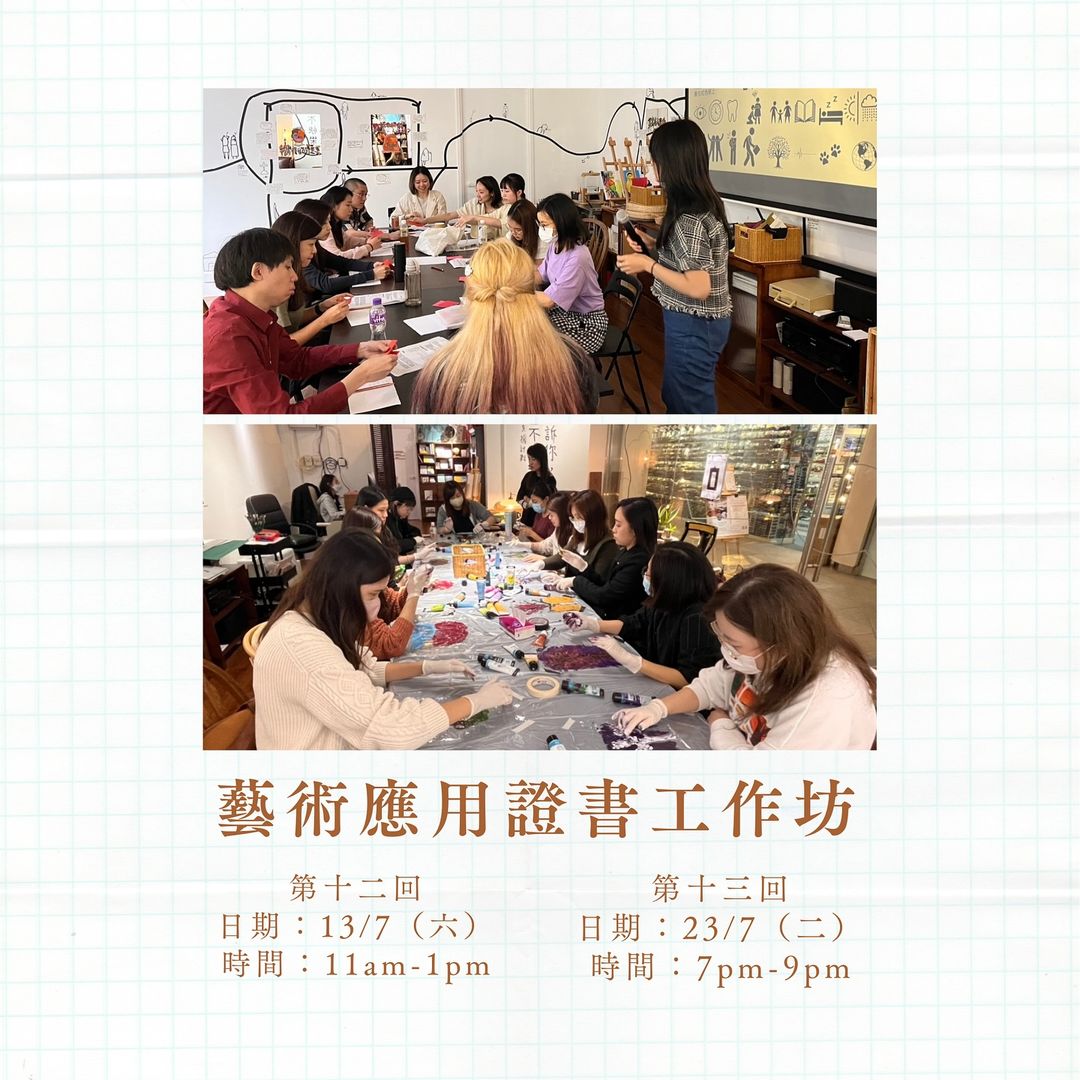 藝術應用證書工作坊
第十二回
日期：13/7（六）
時間：11am-1pm
第十三回
日期：23/7（二）
時間：7pm-9pm